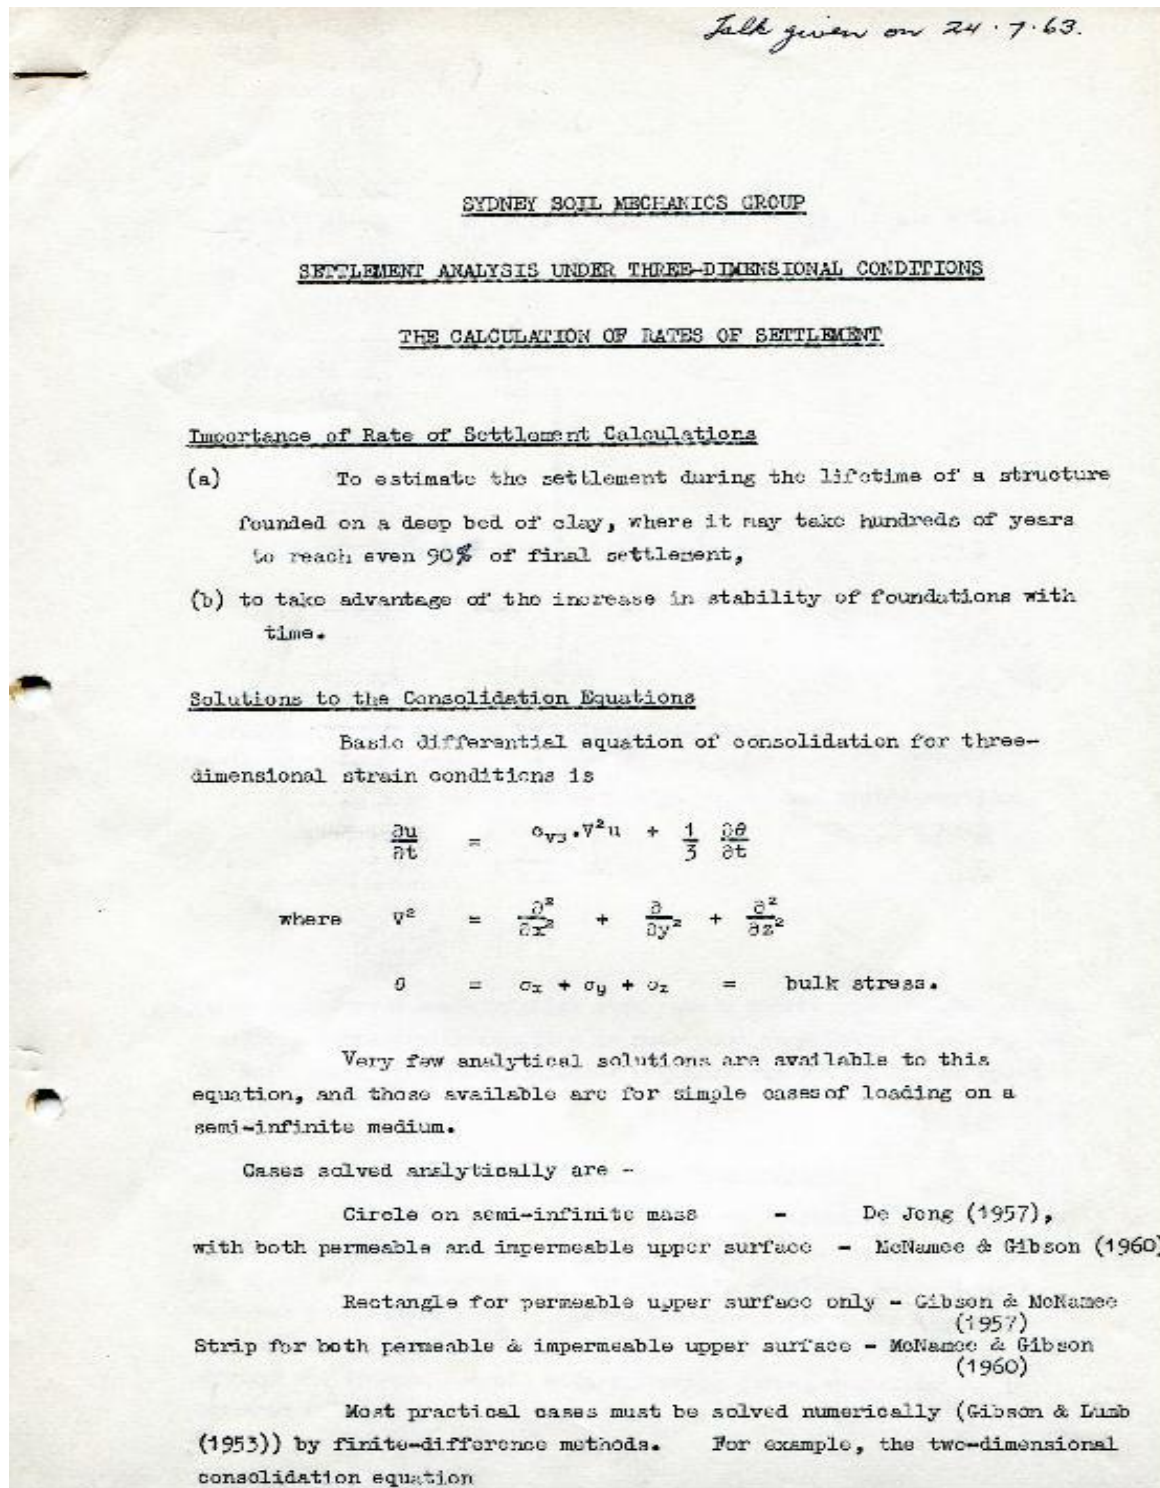 Talk given on 24.7.63.
SYDNEY SOIL MECHANICS GROUP
SETTLEMENT ANALYSIS UNDER THREE-DIMENSIONAL CONDITIONS
THE CALCULATION OF RATES OF SETTLEMENT
Importance of Rate of Settlement Calculations
(a) To estimate the settlement during the lifetime of a structure
founded on a deep bed of clay, where it may take hundreds of years
to reach even 90% of final settlement,
(b) to take advantage of the increase in stability of foundations with
time.
Solutions to the Consolidation Equations
Basic differential equation of consolidation for three-
dimensional strain conditions is
∂u/∂t = c_v3.∇²u + 1/3 ∂θ/∂t
where ∇² = ∂²/∂x² + ∂/∂y² + ∂²/∂z²
θ = σx + σy + σz = bulk stress.
Very few analytical solutions are available to this
equation, and those available are for simple cases of loading on a
semi-infinite medium.
Cases solved analytically are -
Circle on semi-infinite mass - De Jong (1957),
with both permeable and impermeable upper surface - McNamee & Gibson (1960)
Rectangle for permeable upper surface only - Gibson & McNamee
(1957)
Strip for both permeable & impermeable upper surface - McNamee & Gibson
(1960)
Most practical cases must be solved numerically (Gibson & Lumb
(1953)) by finite-difference methods. For example, the two-dimensional
consolidation equation